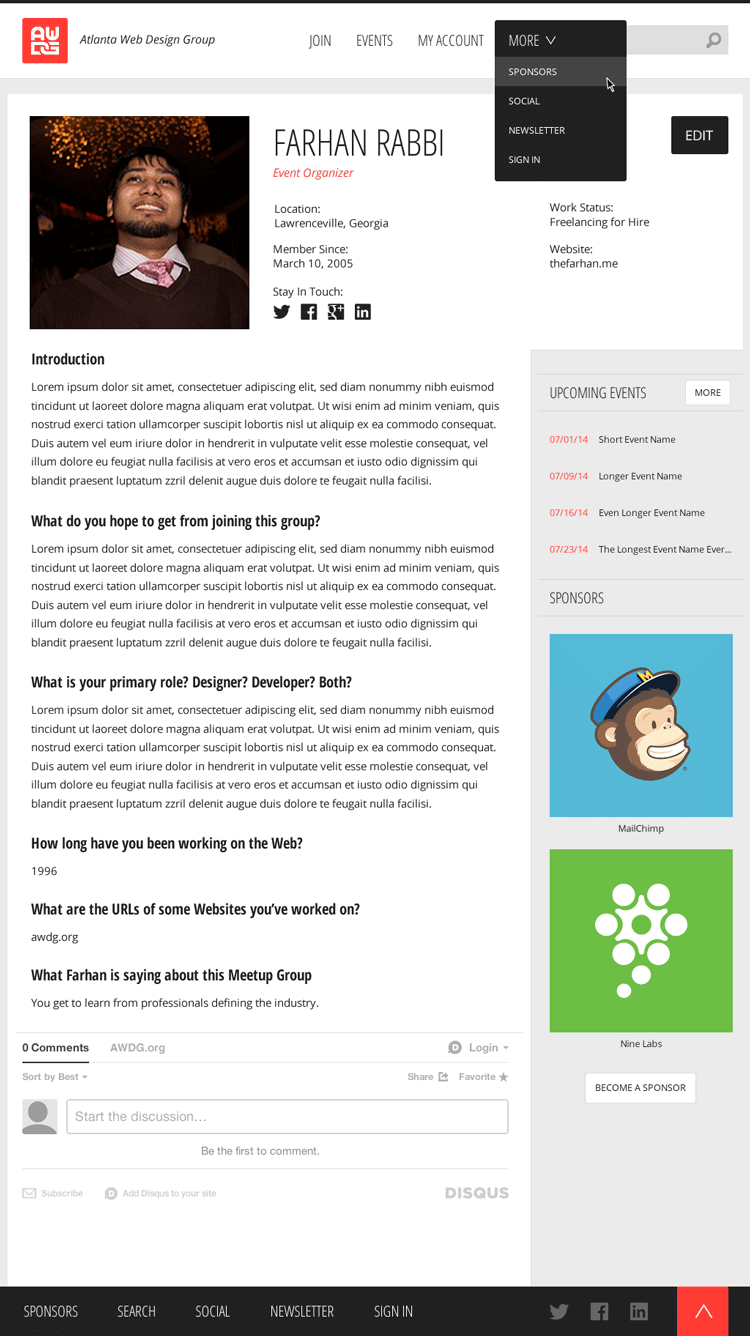 AWDG
Atlanta Web Design Group
JOIN
EVENTS
MY ACCOUNT
MORE
SPONSORS
SOCIAL
NEWSLETTER
SIGN IN
EDIT
FARHAN RABBI
Event Organizer
Location:
Lawrenceville, Georgia
Member Since:
March 10, 2005
Stay In Touch:
Work Status:
Freelancing for Hire
Website:
thefarhan.me
Introduction
Lorem ipsum dolor sit amet, consectetuer adipiscing elit, sed diam nonummy nibh euismod
tincidunt ut laoreet dolore magna aliquam erat volutpat. Ut wisi enim ad minim veniam, quis
nostrud exerci tation ullamcorper suscipit lobortis nisl ut aliquip ex ea commodo consequat.
Duis autem vel eum iriure dolor in hendrerit in vulputate velit esse molestie consequat, vel
illum dolore eu feugiat nulla facilisis at vero eros et accumsan et iusto odio dignissim qui
blandit praesent luptatum zzril delenit augue duis dolore te feugait nulla facilisi.
What do you hope to get from joining this group?
Lorem ipsum dolor sit amet, consectetuer adipiscing elit, sed diam nonummy nibh euismod
tincidunt ut laoreet dolore magna aliquam erat volutpat. Ut wisi enim ad minim veniam, quis
nostrud exerci tation ullamcorper suscipit lobortis nisl ut aliquip ex ea commodo consequat.
Duis autem vel eum iriure dolor in hendrerit in vulputate velit esse molestie consequat, vel
illum dolore eu feugiat nulla facilisis at vero eros et accumsan et iusto odio dignissim qui
blandit praesent luptatum zzril delenit augue duis dolore te feugait nulla facilisi.
What is your primary role? Designer? Developer? Both?
Lorem ipsum dolor sit amet, consectetuer adipiscing elit, sed diam nonummy nibh euismod
tincidunt ut laoreet dolore magna aliquam erat volutpat. Ut wisi enim ad minim veniam, quis
nostrud exerci tation ullamcorper suscipit lobortis nisl ut aliquip ex ea commodo consequat.
Duis autem vel eum iriure dolor in hendrerit in vulputate velit esse molestie consequat, vel
illum dolore eu feugiat nulla facilisis at vero eros et accumsan et iusto odio dignissim qui
blandit praesent luptatum zzril delenit augue duis dolore te feugait nulla facilisi.
How long have you been working on the Web?
1996
What are the URLs of some Websites you've worked on?
awdg.org
What Farhan is saying about this Meetup Group
You get to learn from professionals defining the industry.
0 Comments
AWDG.org
Login
Sort by Best
Share
Favorite
Start the discussion...
Be the first to comment.
Subscribe
Add Disqus to your site
DISQUS
UPCOMING EVENTS
MORE
07/01/14 Short Event Name
07/09/14 Longer Event Name
07/16/14 Even Longer Event Name
07/23/14 The Longest Event Name Ever...
SPONSORS
MailChimp
Nine Labs
BECOME A SPONSOR
SPONSORS
SEARCH
SOCIAL
NEWSLETTER
SIGN IN